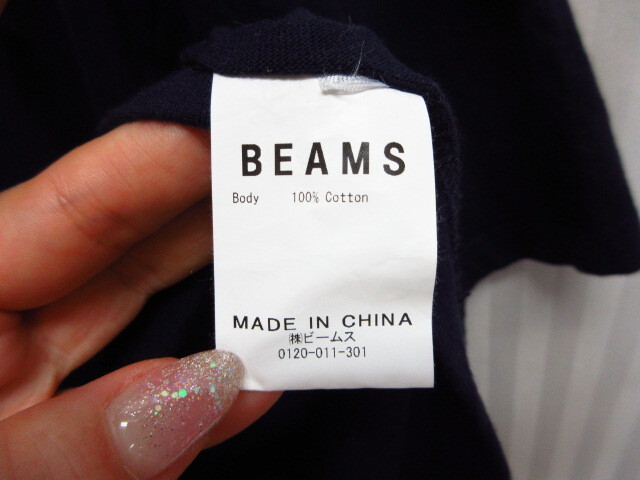 BEAMS
Body 100% Cotton
MADE IN CHINA
㈱ビームス
0120-011-301